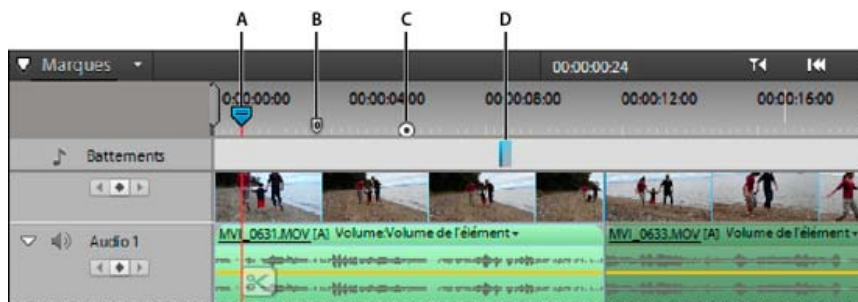 A B C D
Marques 00:00:00:24
0:00:00:00 00:00:04:00 00:00:08:00 00:00:12:00 00:00:16:00
0
Battements
Audio 1 MVI_0631.MOV [A] Volume:Volume de l'élément MVI_0633.MOV [A] Volume de l'élément